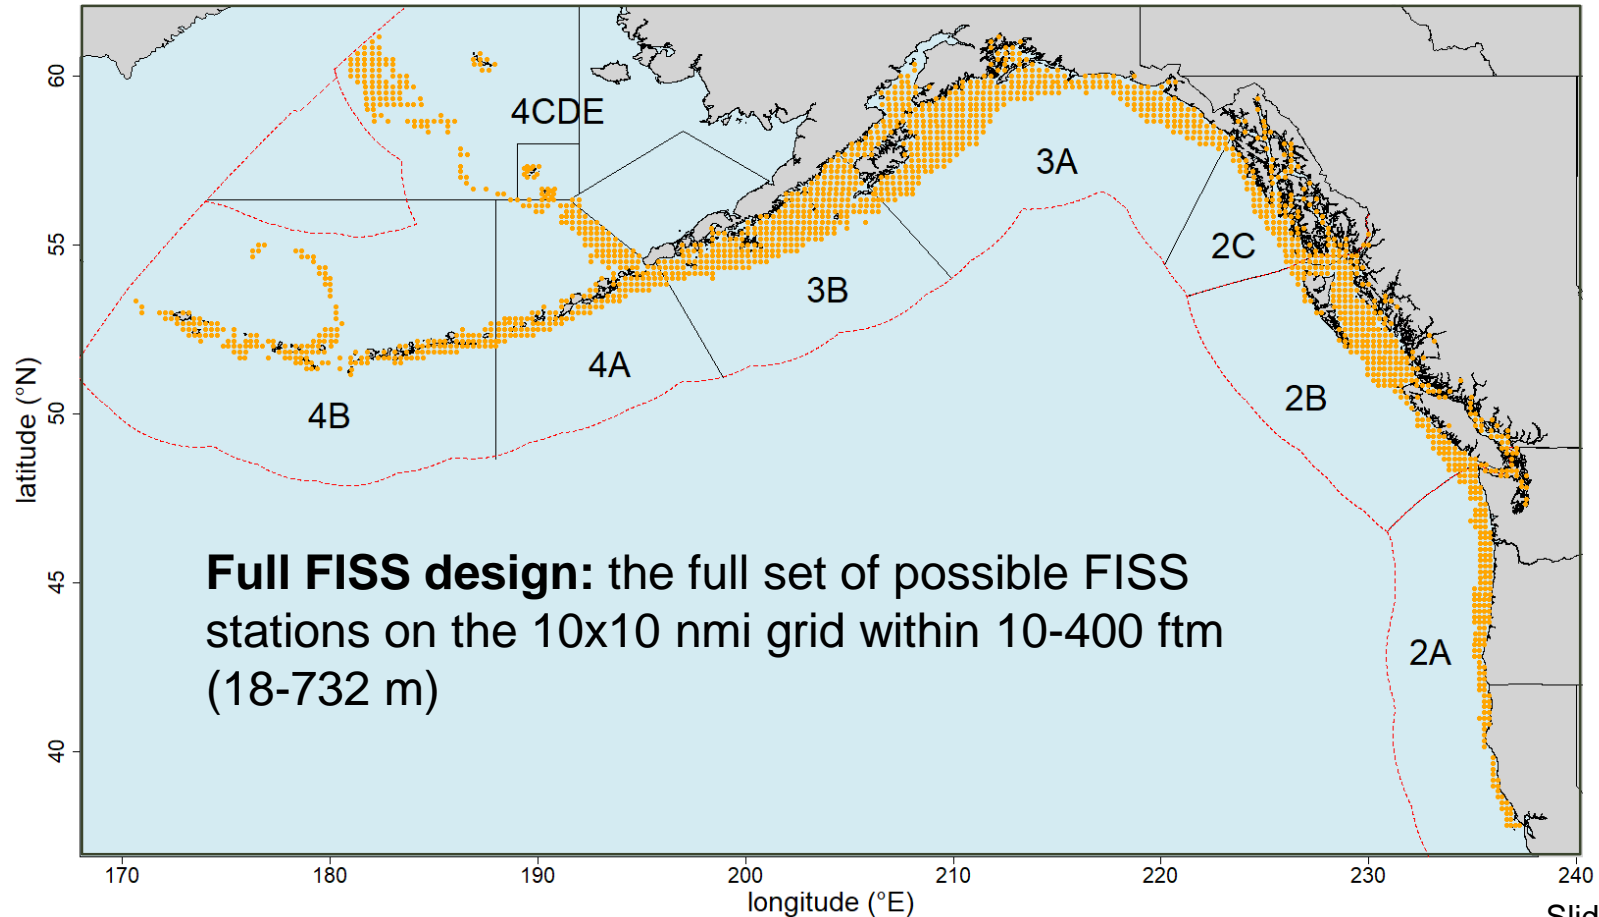 60
55
50
45
40
latitude (°N)
4CDE
3A
2C
3B
4A
2B
4B
2A
Full FISS design: the full set of possible FISS
stations on the 10x10 nmi grid within 10-400 ftm
(18-732 m)
170
180
190
200
210
220
230
240
longitude (°E)